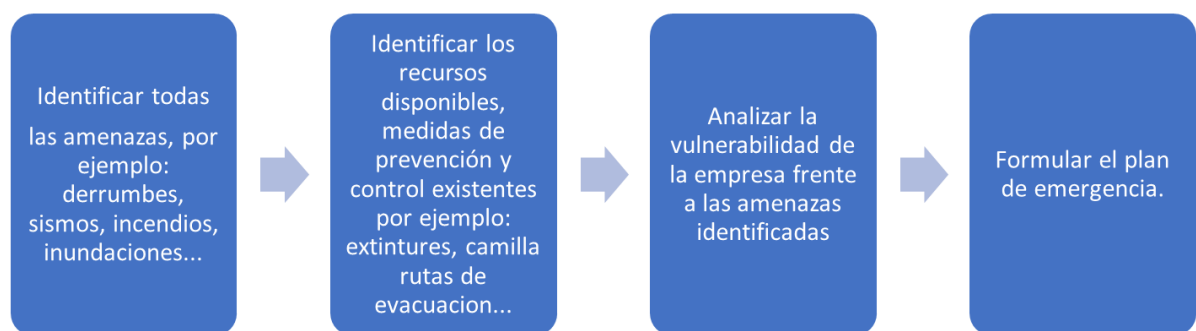 Identificar todas
las amenazas, por
ejemplo:
derrumbes,
sismos, incendios,
inundaciones...
Identificar los
recursos
disponibles,
medidas de
prevención y
control existentes
por ejemplo:
extintures, camilla
rutas de
evacuacion...
Analizar la
vulnerabilidad de
la empresa frente
a las amenazas
identificadas
Formular el plan
de emergencia.